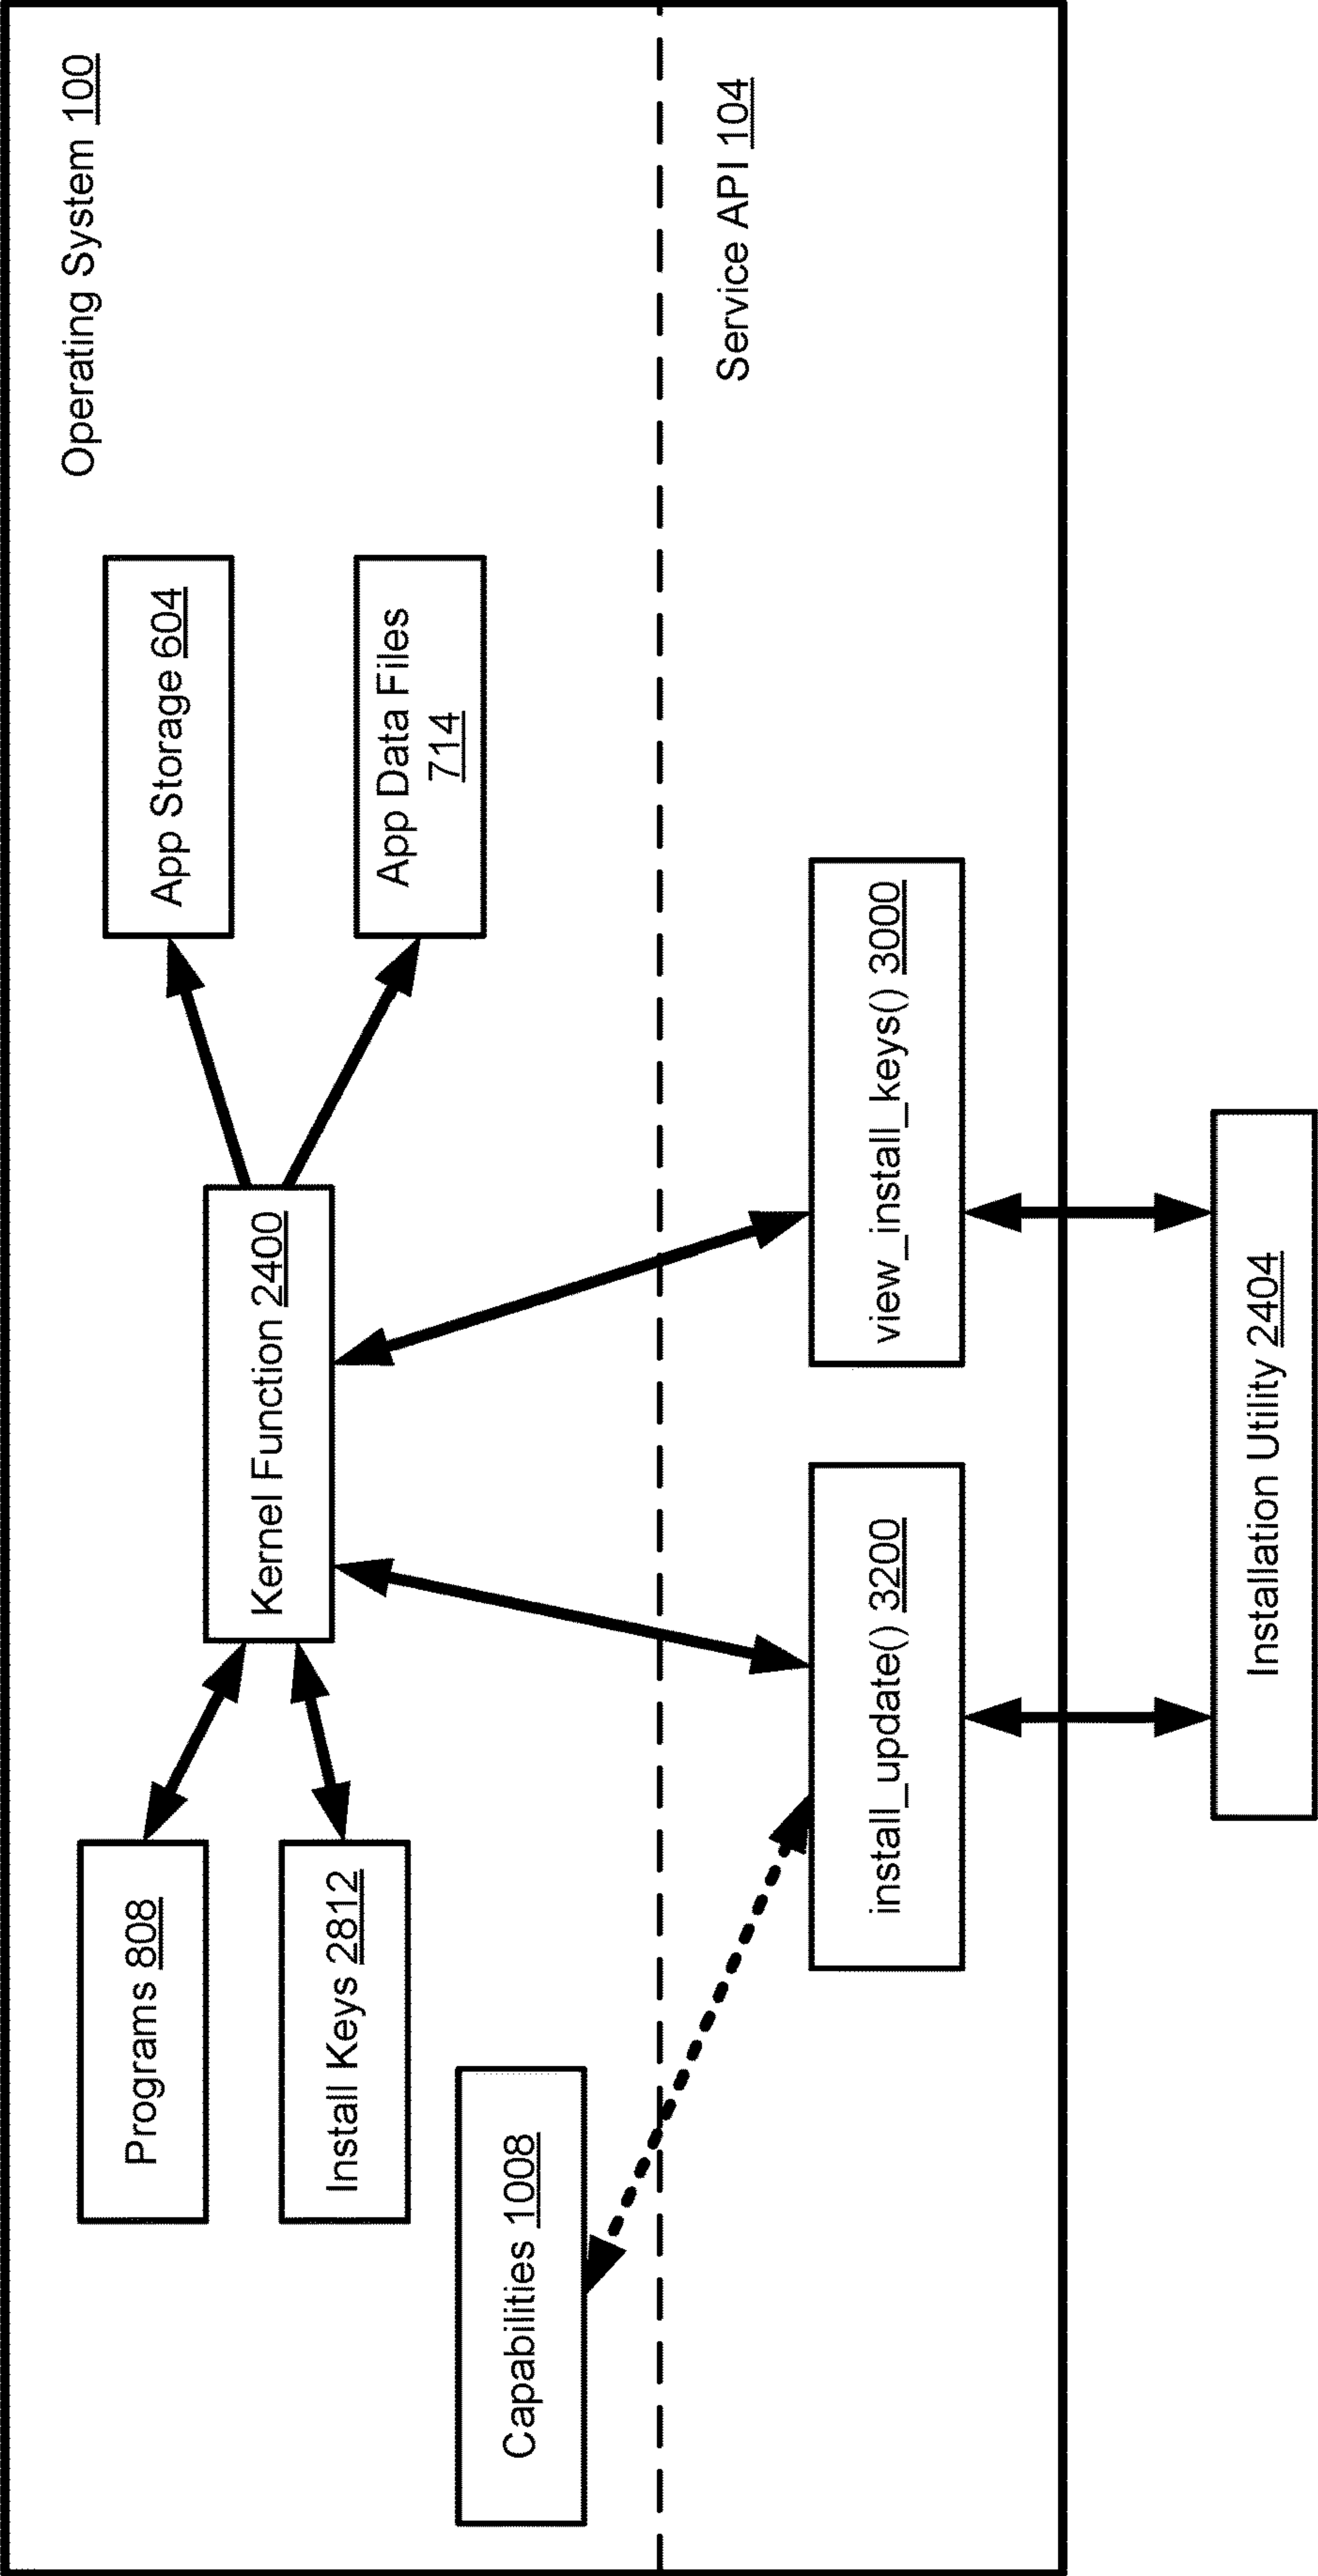 Operating System 100
Programs 808
App Storage 604
Kernel Function 2400
Install Keys 2812
App Data Files
714
Capabilities 1008
Service API 104
install_update() 3200
view_install_keys() 3000
Installation Utility 2404